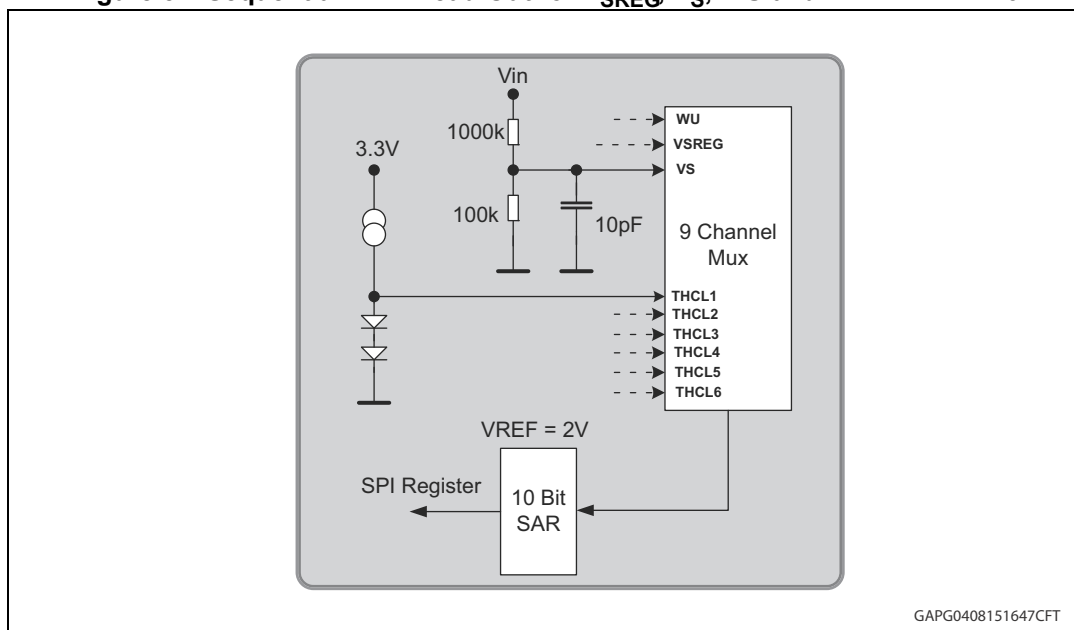 Vin
1000k
3.3V
100k
10pF
WU
VSREG
VS
9 Channel
Mux
THCL1
THCL2
THCL3
THCL4
THCL5
THCL6
VREF = 2V
SPI Register
10 Bit
SAR
GAPG0408151647CFT